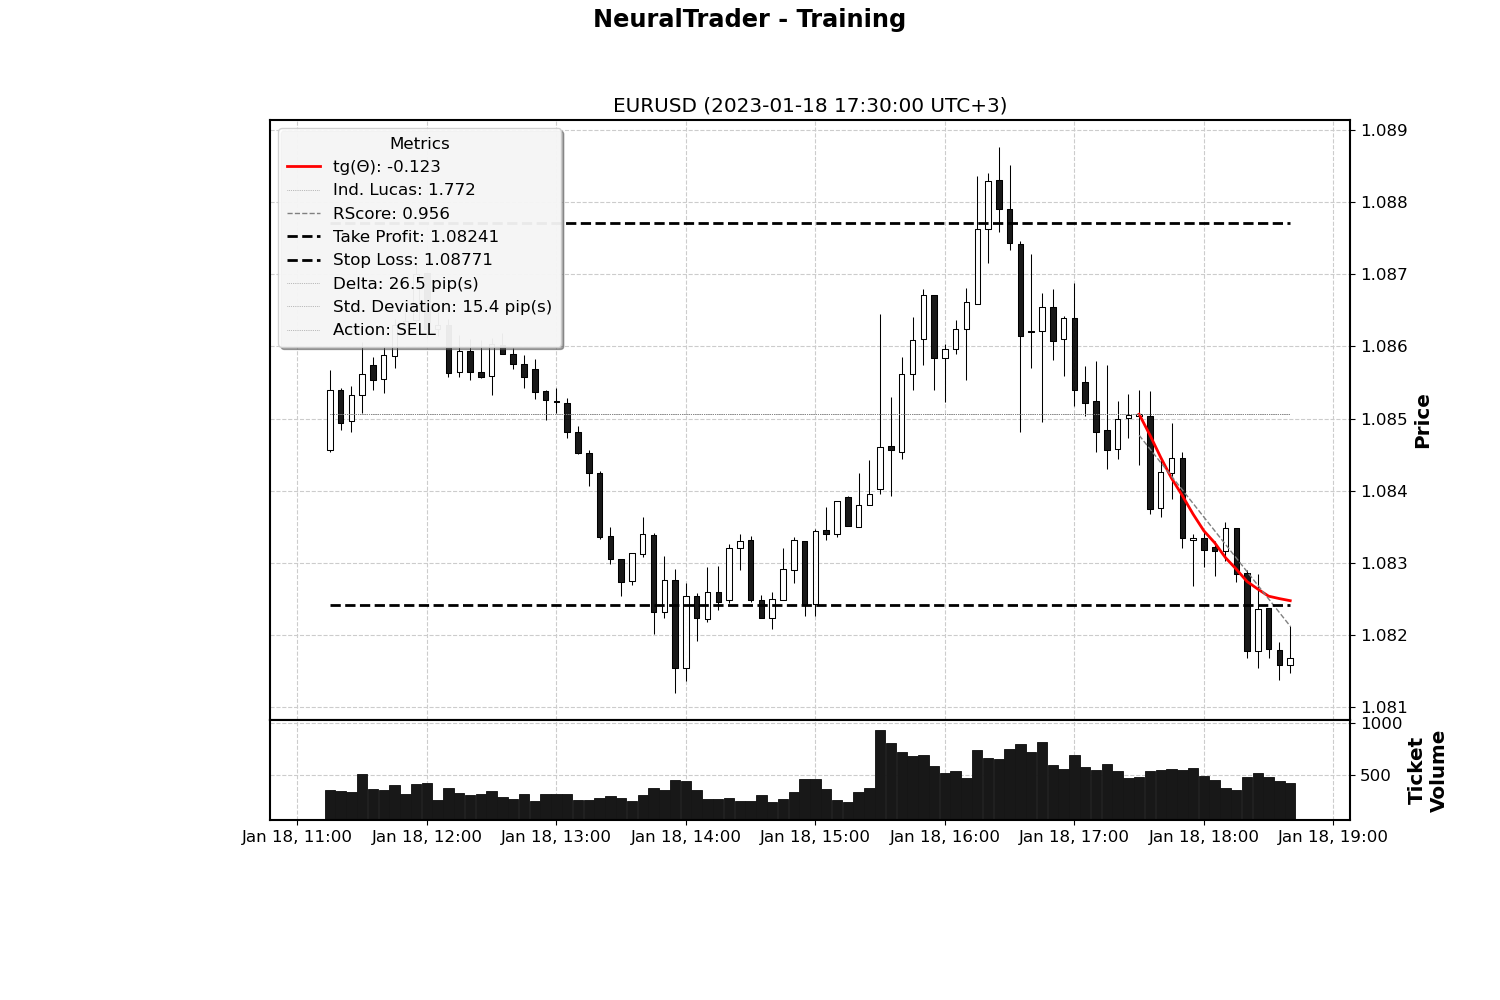 NeuralTrader - Training
EURUSD (2023-01-18 17:30:00 UTC+3)
Metrics
tg(Θ): -0.123
Ind. Lucas: 1.772
RScore: 0.956
Take Profit: 1.08241
Stop Loss: 1.08771
Delta: 26.5 pip(s)
Std. Deviation: 15.4 pip(s)
Action: SELL
1.089
1.088
1.087
1.086
1.085
1.084
1.083
1.082
1.081
Price
1000
500
Ticket
Volume
Jan 18, 11:00
Jan 18, 12:00
Jan 18, 13:00
Jan 18, 14:00
Jan 18, 15:00
Jan 18, 16:00
Jan 18, 17:00
Jan 18, 18:00
Jan 18, 19:00